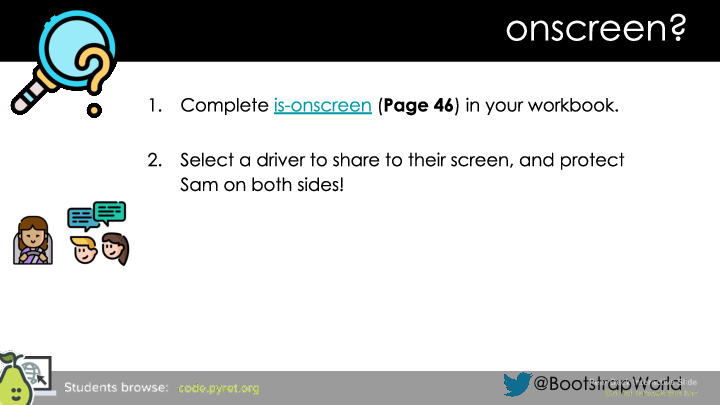 onscreen?
1. Complete is-onscreen (Page 46) in your workbook.
2. Select a driver to share to their screen, and protect
Sam on both sides!
Students browse: code.pyret.org
@BootstrapWorld